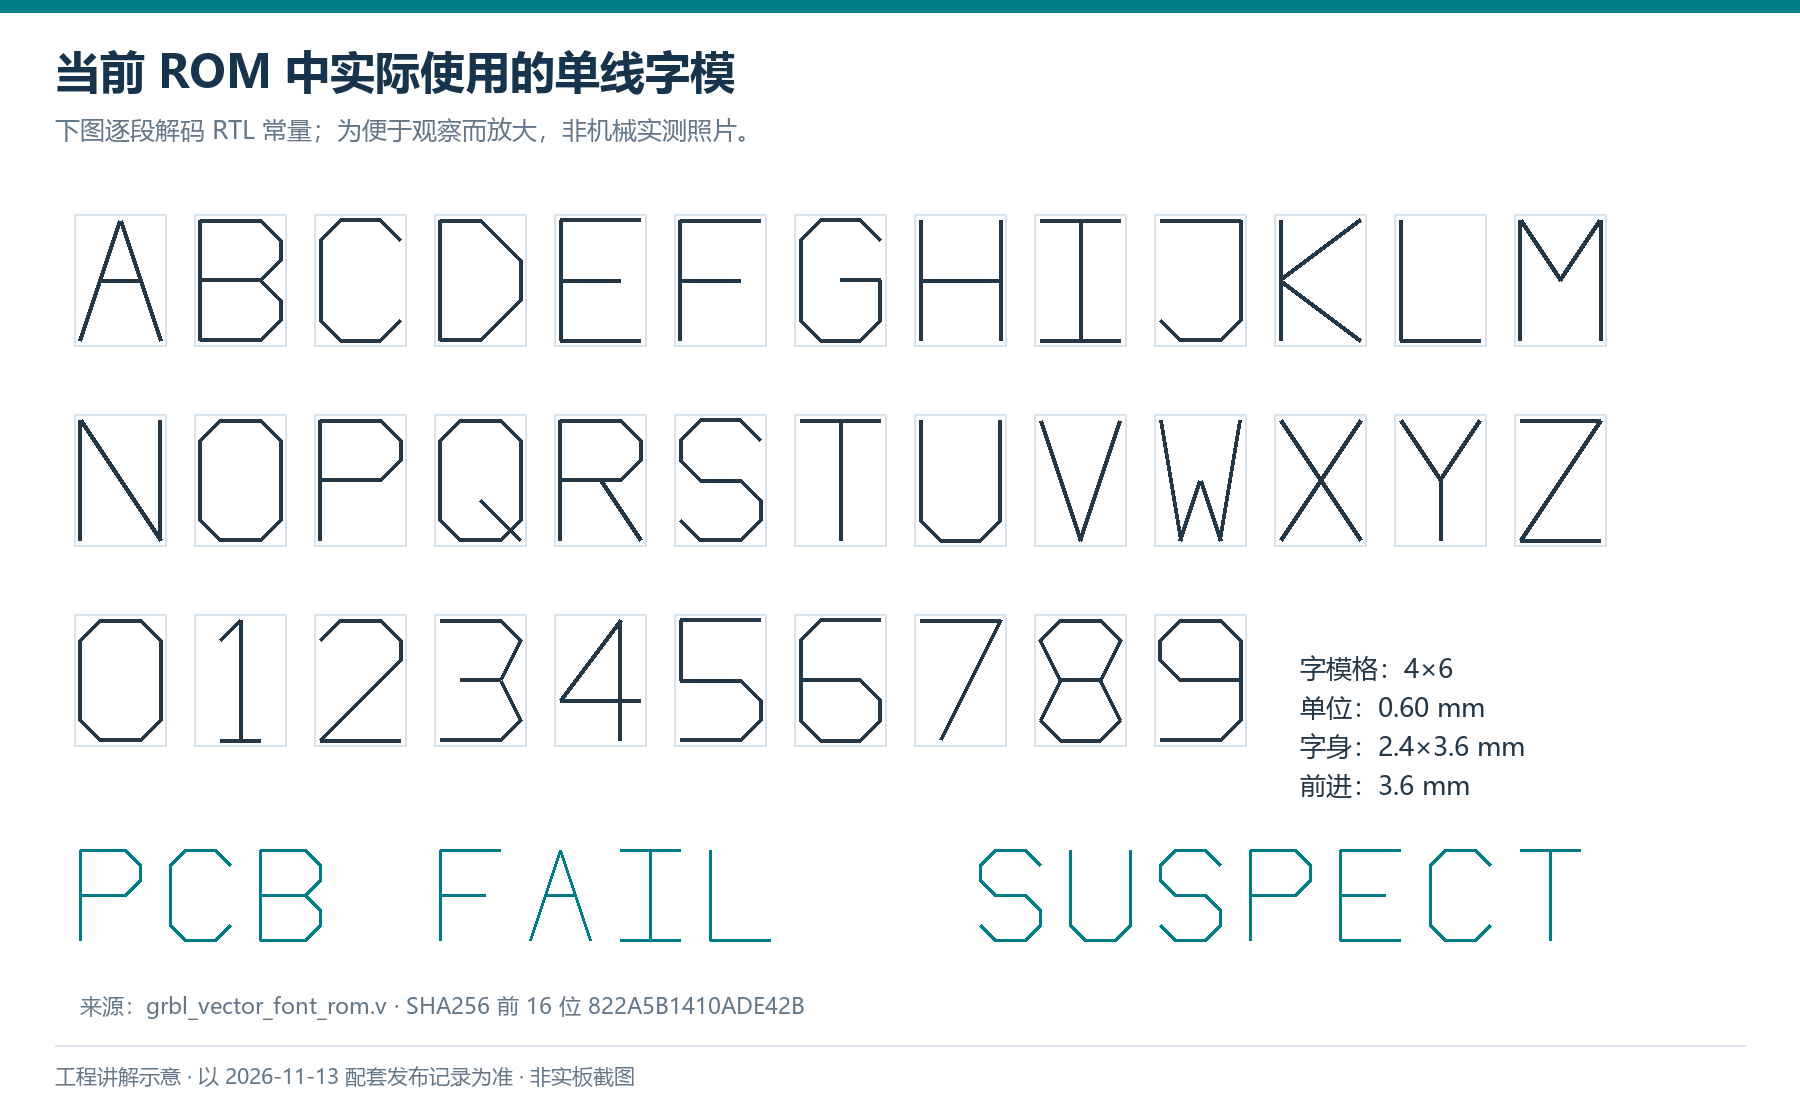 当前 ROM 中实际使用的单线字模
下图逐段解码 RTL 常量；为便于观察而放大，非机械实测照片。
A B C D E F G H I J K L M
N O P Q R S T U V W X Y Z
0 1 2 3 4 5 6 7 8 9
字模格：4×6
单位：0.60 mm
字身：2.4×3.6 mm
前进：3.6 mm
PCB FAIL SUSPECT
来源：grbl_vector_font_rom.v · SHA256 前 16 位 822A5B1410ADE42B
工程讲解示意 · 以 2026-11-13 配套发布记录为准 · 非实板截图